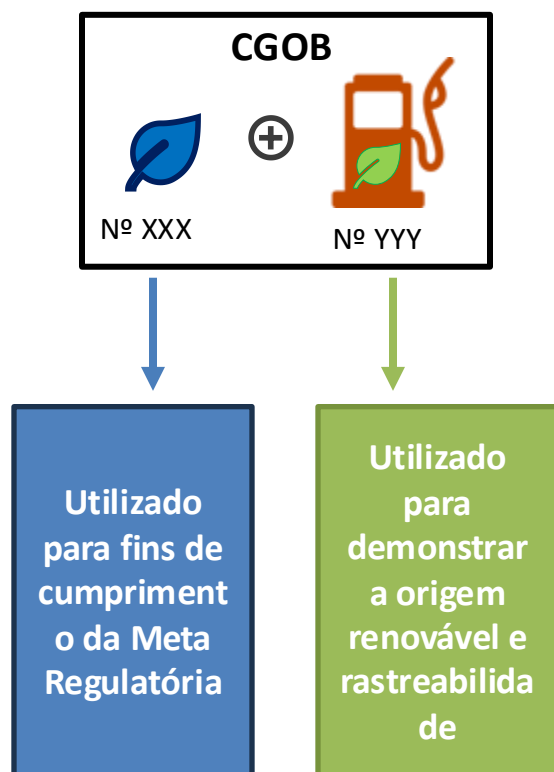 CGOB
Nº XXX
Nº YYY
Utilizado
para fins de
cumpriment
o da Meta
Regulatória
Utilizado
para
demonstrar
a origem
renovável e
rastreabilida
de